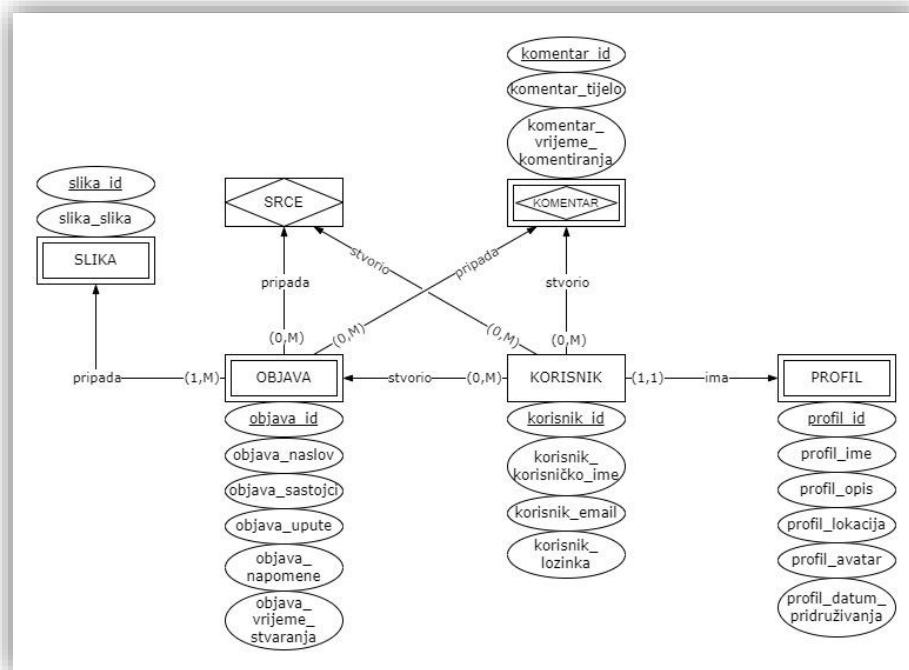 komentar_id
komentar_tijelo
komentar_
vrijeme_
komentiranja
slika_id
slika_slika
SLIKA
SRCE
KOMENTAR
stvorio
pripada
pripada
stvorio
(0,M)
(0,M)
(0,M)
(0,M)
pripada
(1,M)
OBJAVA
stvorio
(0,M)
KORISNIK
(1,1)
ima
PROFIL
objava_id
objava_naslov
objava_sastojci
objava_upute
objava_
napomene
objava_
vrijeme_
stvaranja
korisnik_id
korisnik_
korisničko_ime
korisnik_email
korisnik_
lozinka
profil_id
profil_ime
profil_opis
profil_lokacija
profil_avatar
profil_datum_
pridruživanja